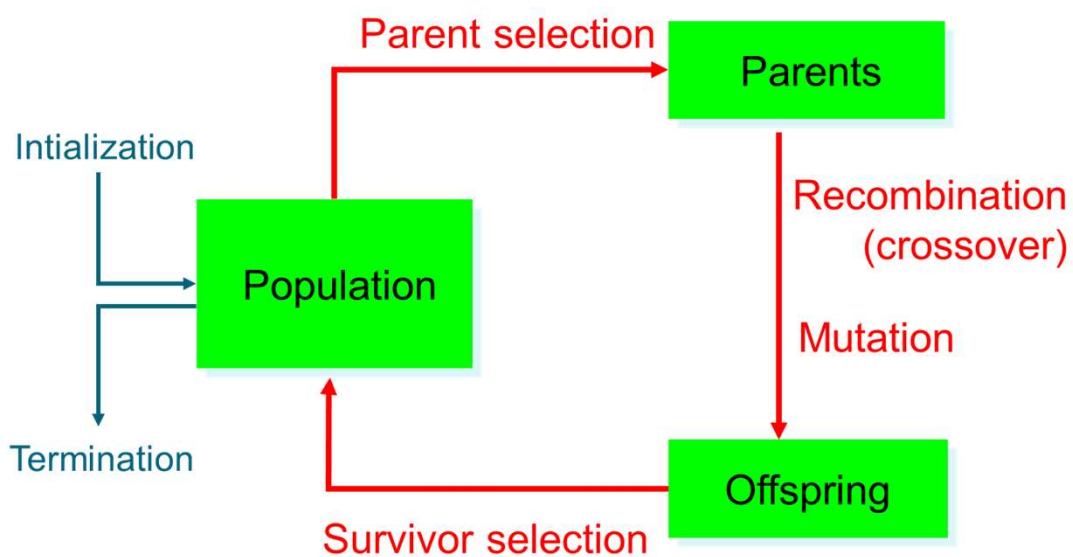 Parent selection
Parents
Intialization
Recombination
(crossover)
Population
Mutation
Termination
Offspring
Survivor selection